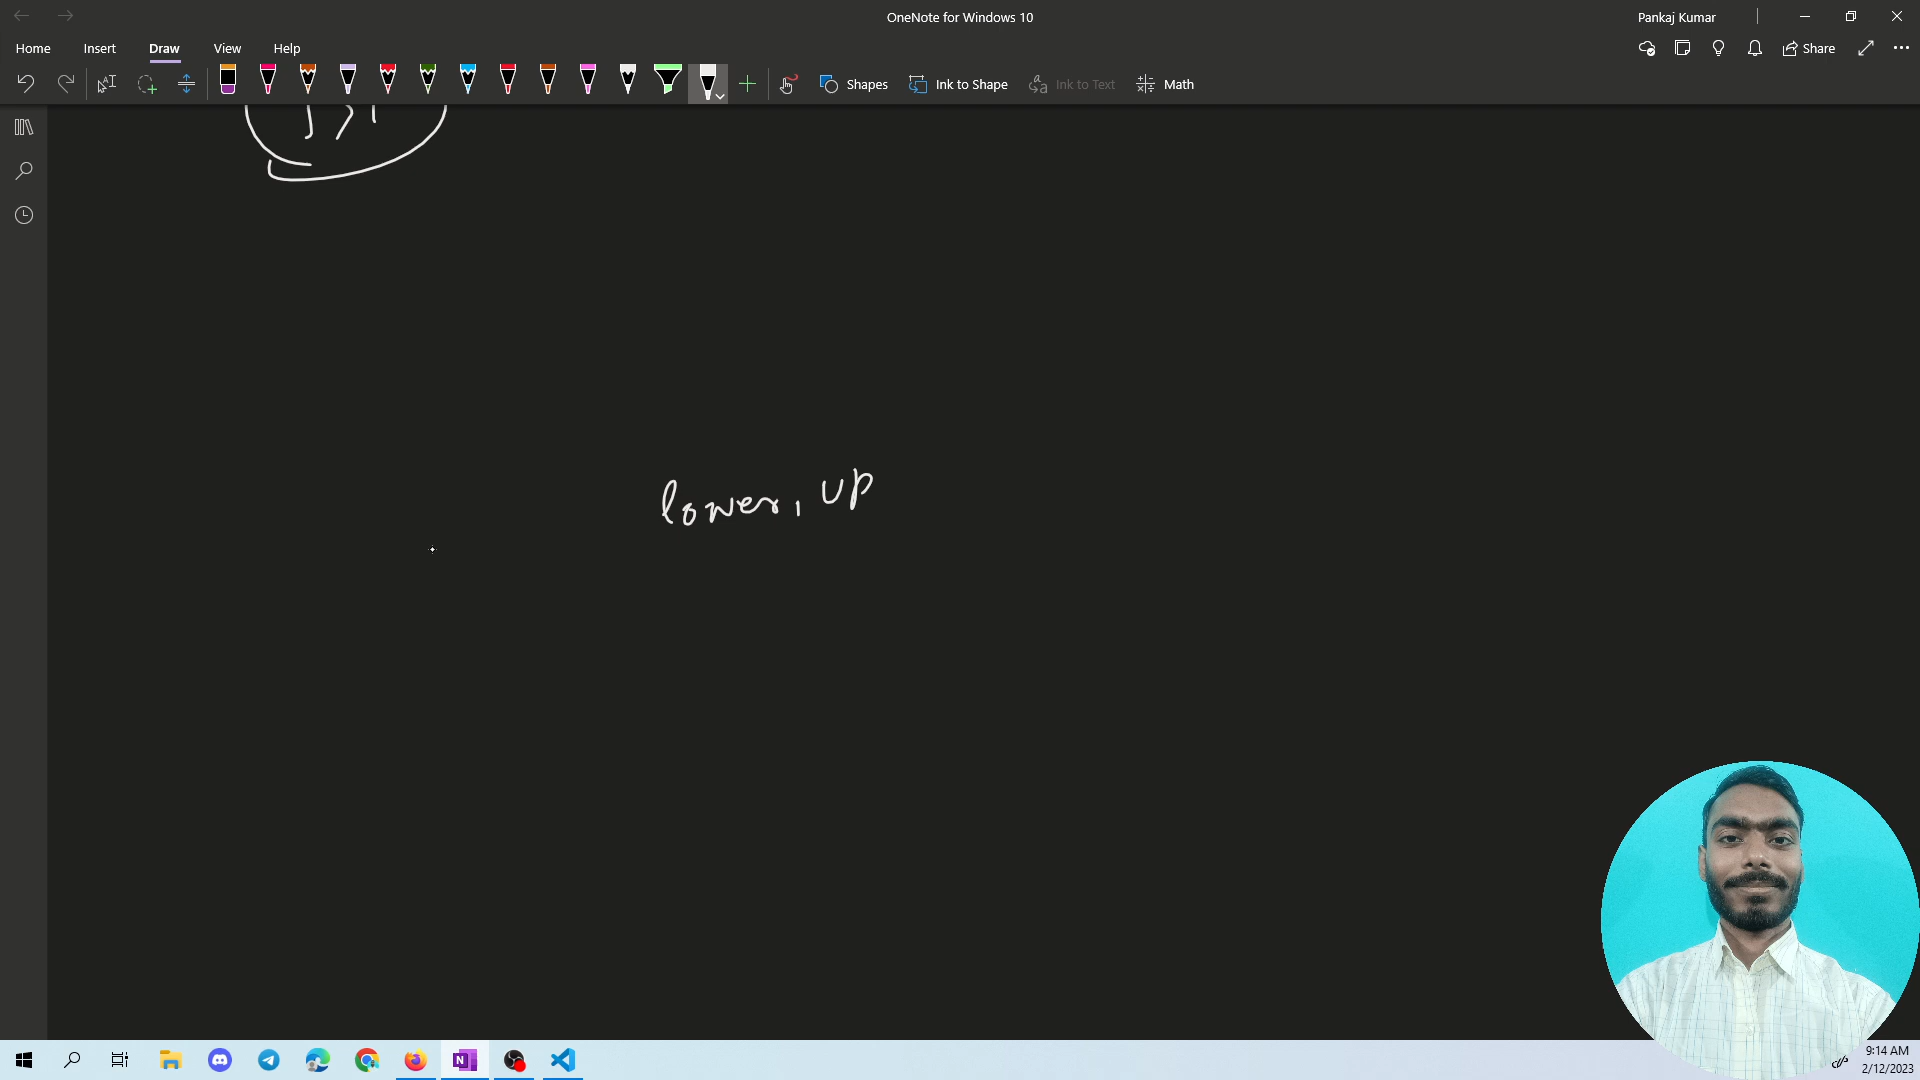 OneNote for Windows 10
Pankaj Kumar
Home Insert Draw View Help
Share
Shapes Ink to Shape Ink to Text Math
lower, up
9:14 AM
2/12/2023